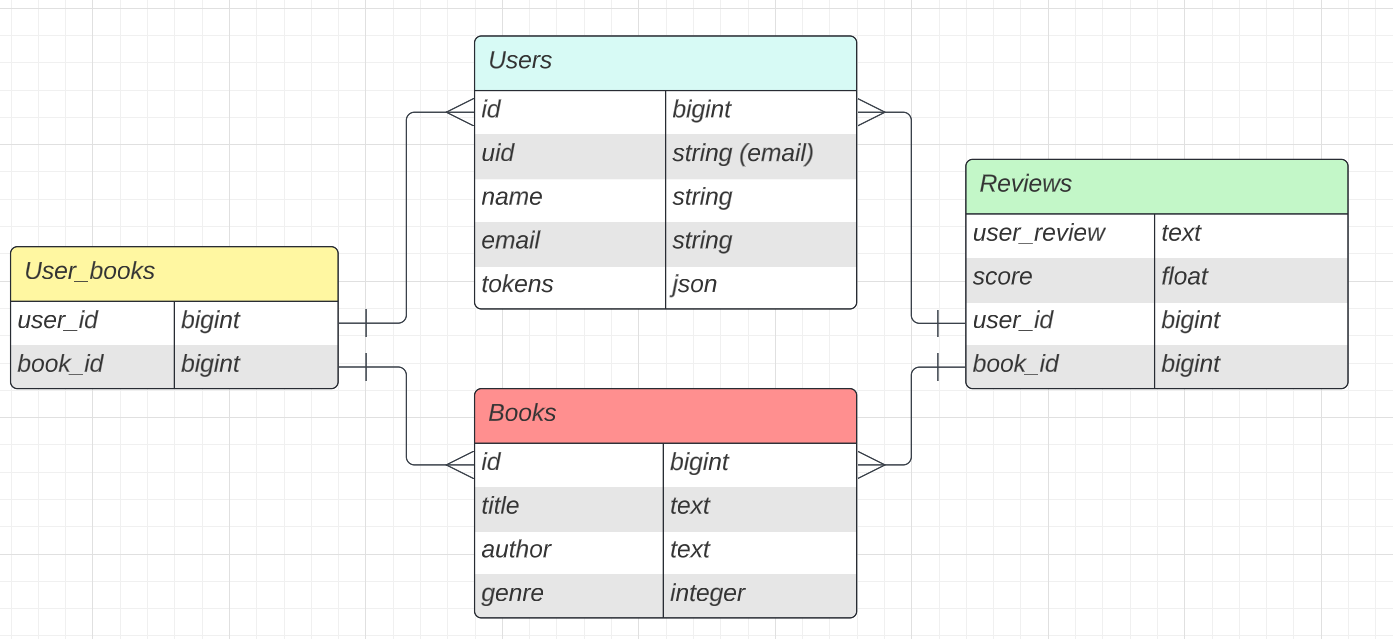 Users
id bigint
uid string (email)
name string
email string
tokens json
Reviews
user_review text
score float
user_id bigint
book_id bigint
User_books
user_id bigint
book_id bigint
Books
id bigint
title text
author text
genre integer